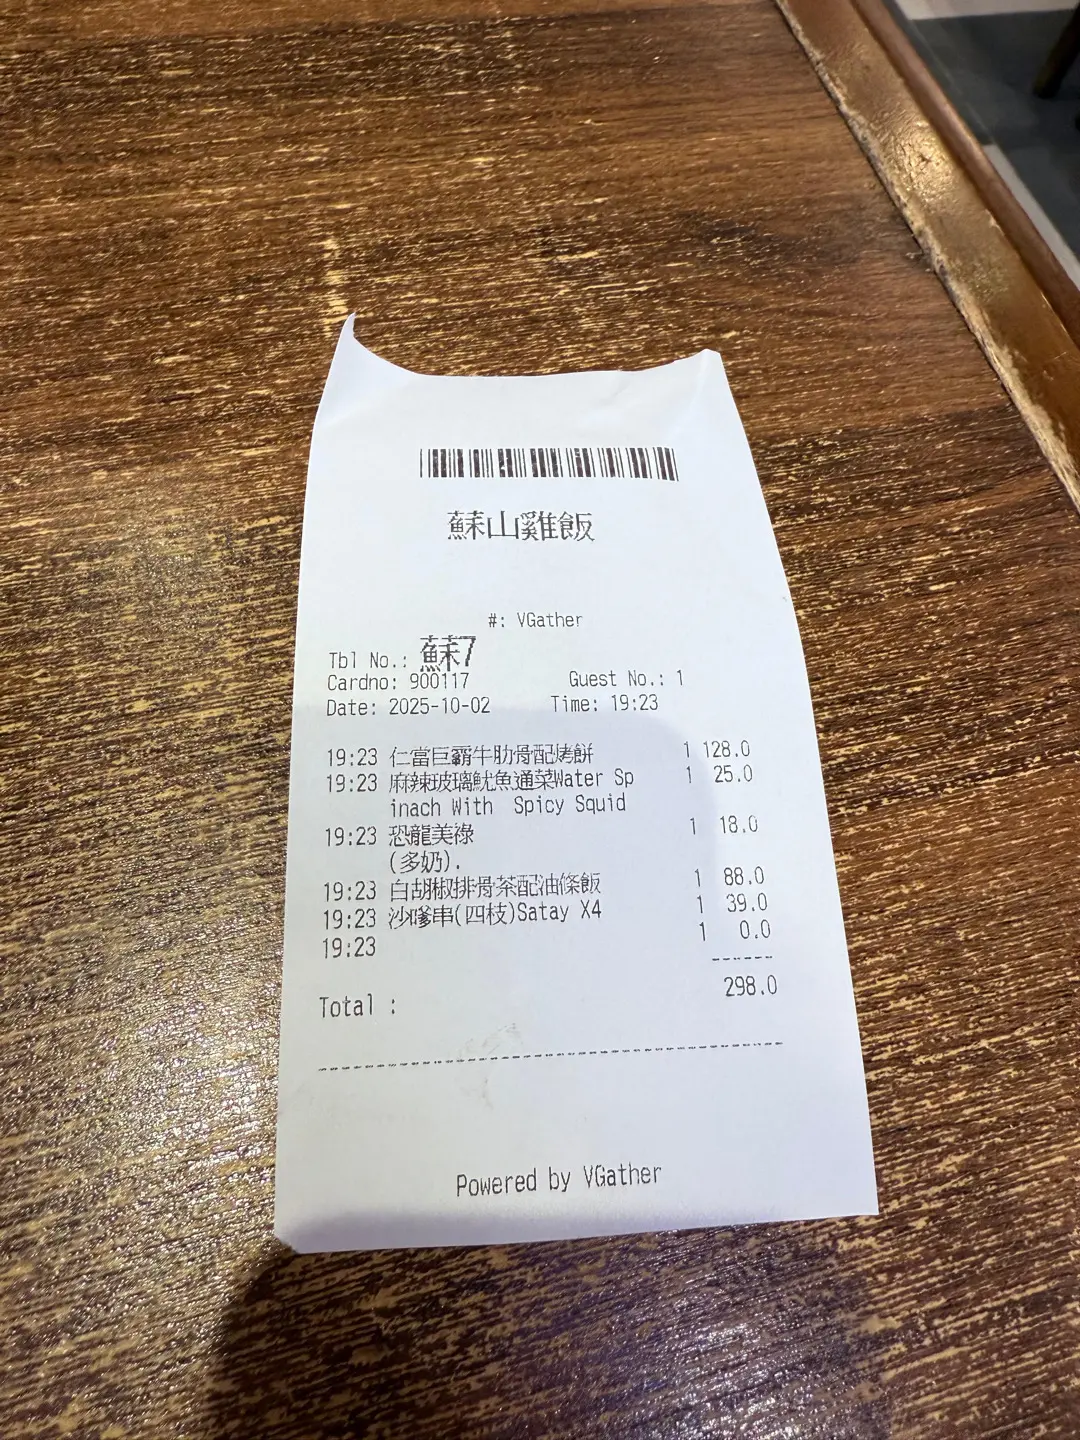 蘇山雞飯
#: VGather
Tbl No.: 蘇7
Cardno: 900117 Guest No.: 1
Date: 2025-10-02 Time: 19:23
19:23 仁當巨霸牛肋骨配烤餅 1 128.0
19:23 麻辣玻璃魷魚通菜Water Sp 1 25.0
inach With Spicy Squid
19:23 恐龍美祿 1 18.0
(多奶).
19:23 白胡椒排骨茶配油條飯 1 88.0
19:23 沙嗲串(四枝)Satay X4 1 39.0
19:23 1 0.0
298.0
Total :
Powered by VGather